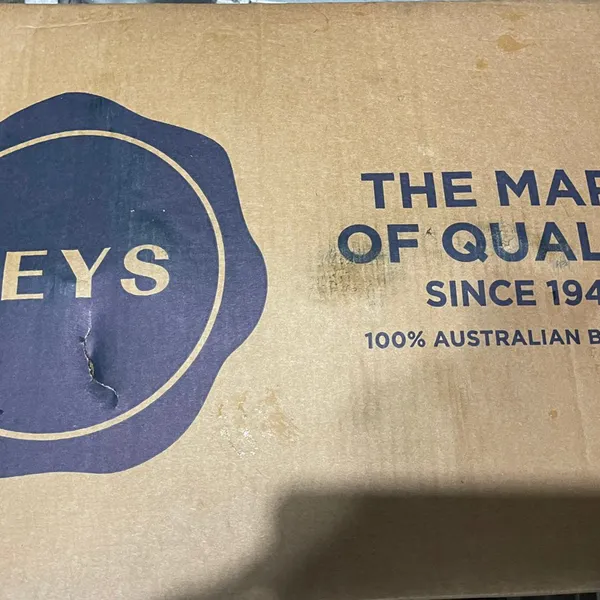 EYS
THE MAR
OF QUAL
SINCE 194
100% AUSTRALIAN B